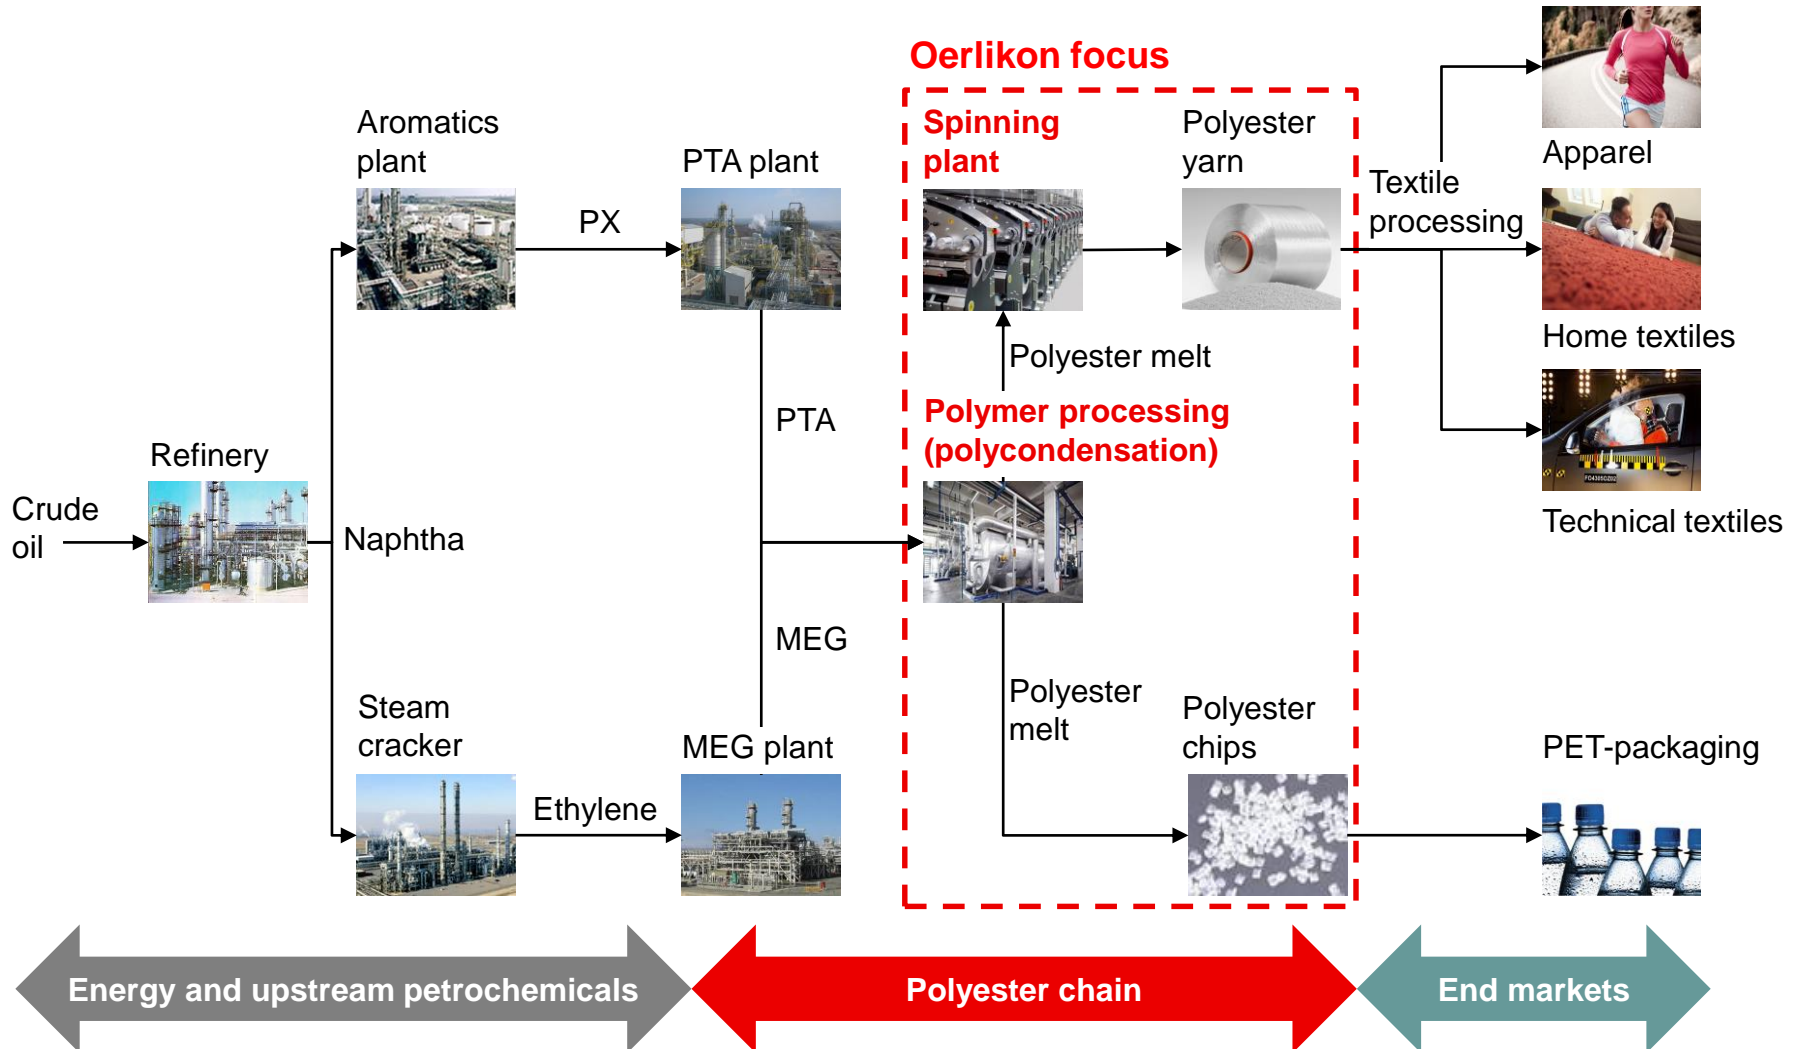 Oerlikon focus
Aromatics
plant
PTA plant
Spinning
plant
Polyester
yarn
Apparel
PX
Textile
processing
Home textiles
Polyester melt
PTA
Polymer processing
(polycondensation)
Refinery
Crude
oil
Naphtha
FO4305CZ02
Technical textiles
MEG
Steam
cracker
MEG plant
Polyester
melt
Polyester
chips
PET-packaging
Ethylene
Energy and upstream petrochemicals
Polyester chain
End markets